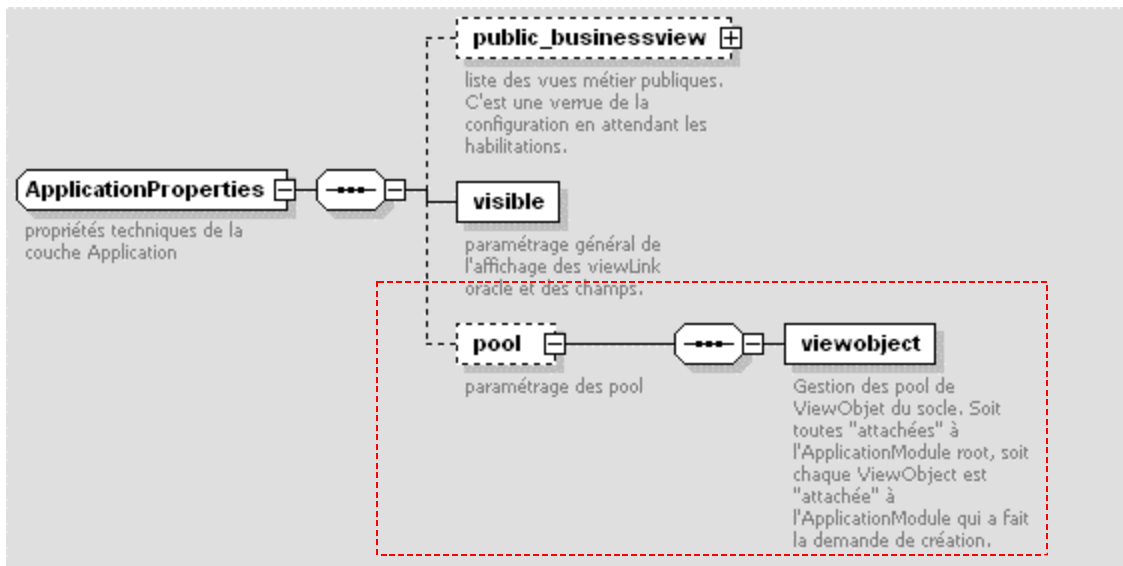 public_businessview
liste des vues métier publiques.
C'est une verrue de la
configuration en attendant les
habilitations.
ApplicationProperties
propriétés techniques de la
couche Application
visible
paramétrage général de
l'affichage des viewLink
oracle et des champs.
pool
paramétrage des pool
viewobject
Gestion des pool de
ViewObjet du socle. Soit
toutes "attachées" à
l'ApplicationModule root, soit
chaque ViewObject est
"attachée" à
l'ApplicationModule qui a fait
la demande de création.